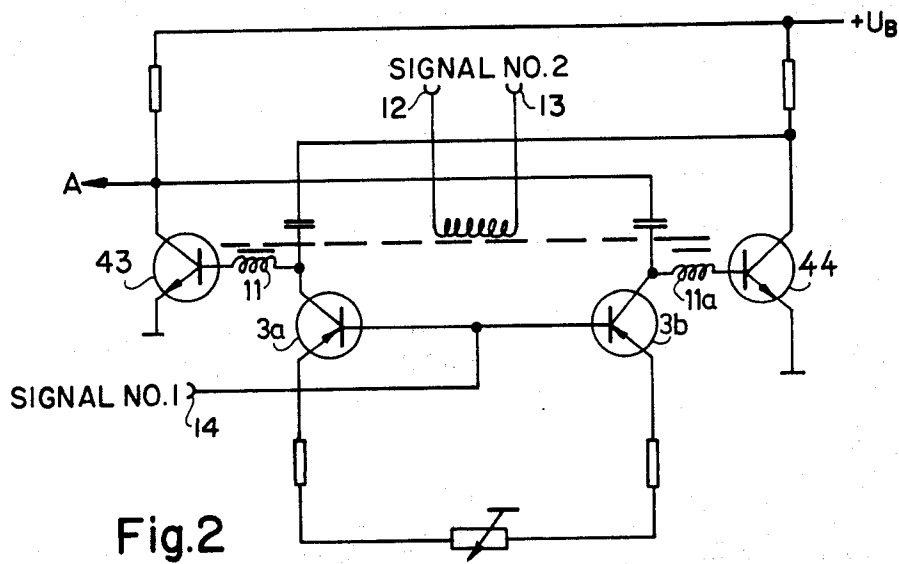 +U_B
SIGNAL NO.2
12 13
A
43 11 11a 44
3a 3b
SIGNAL NO.1
14
Fig.2